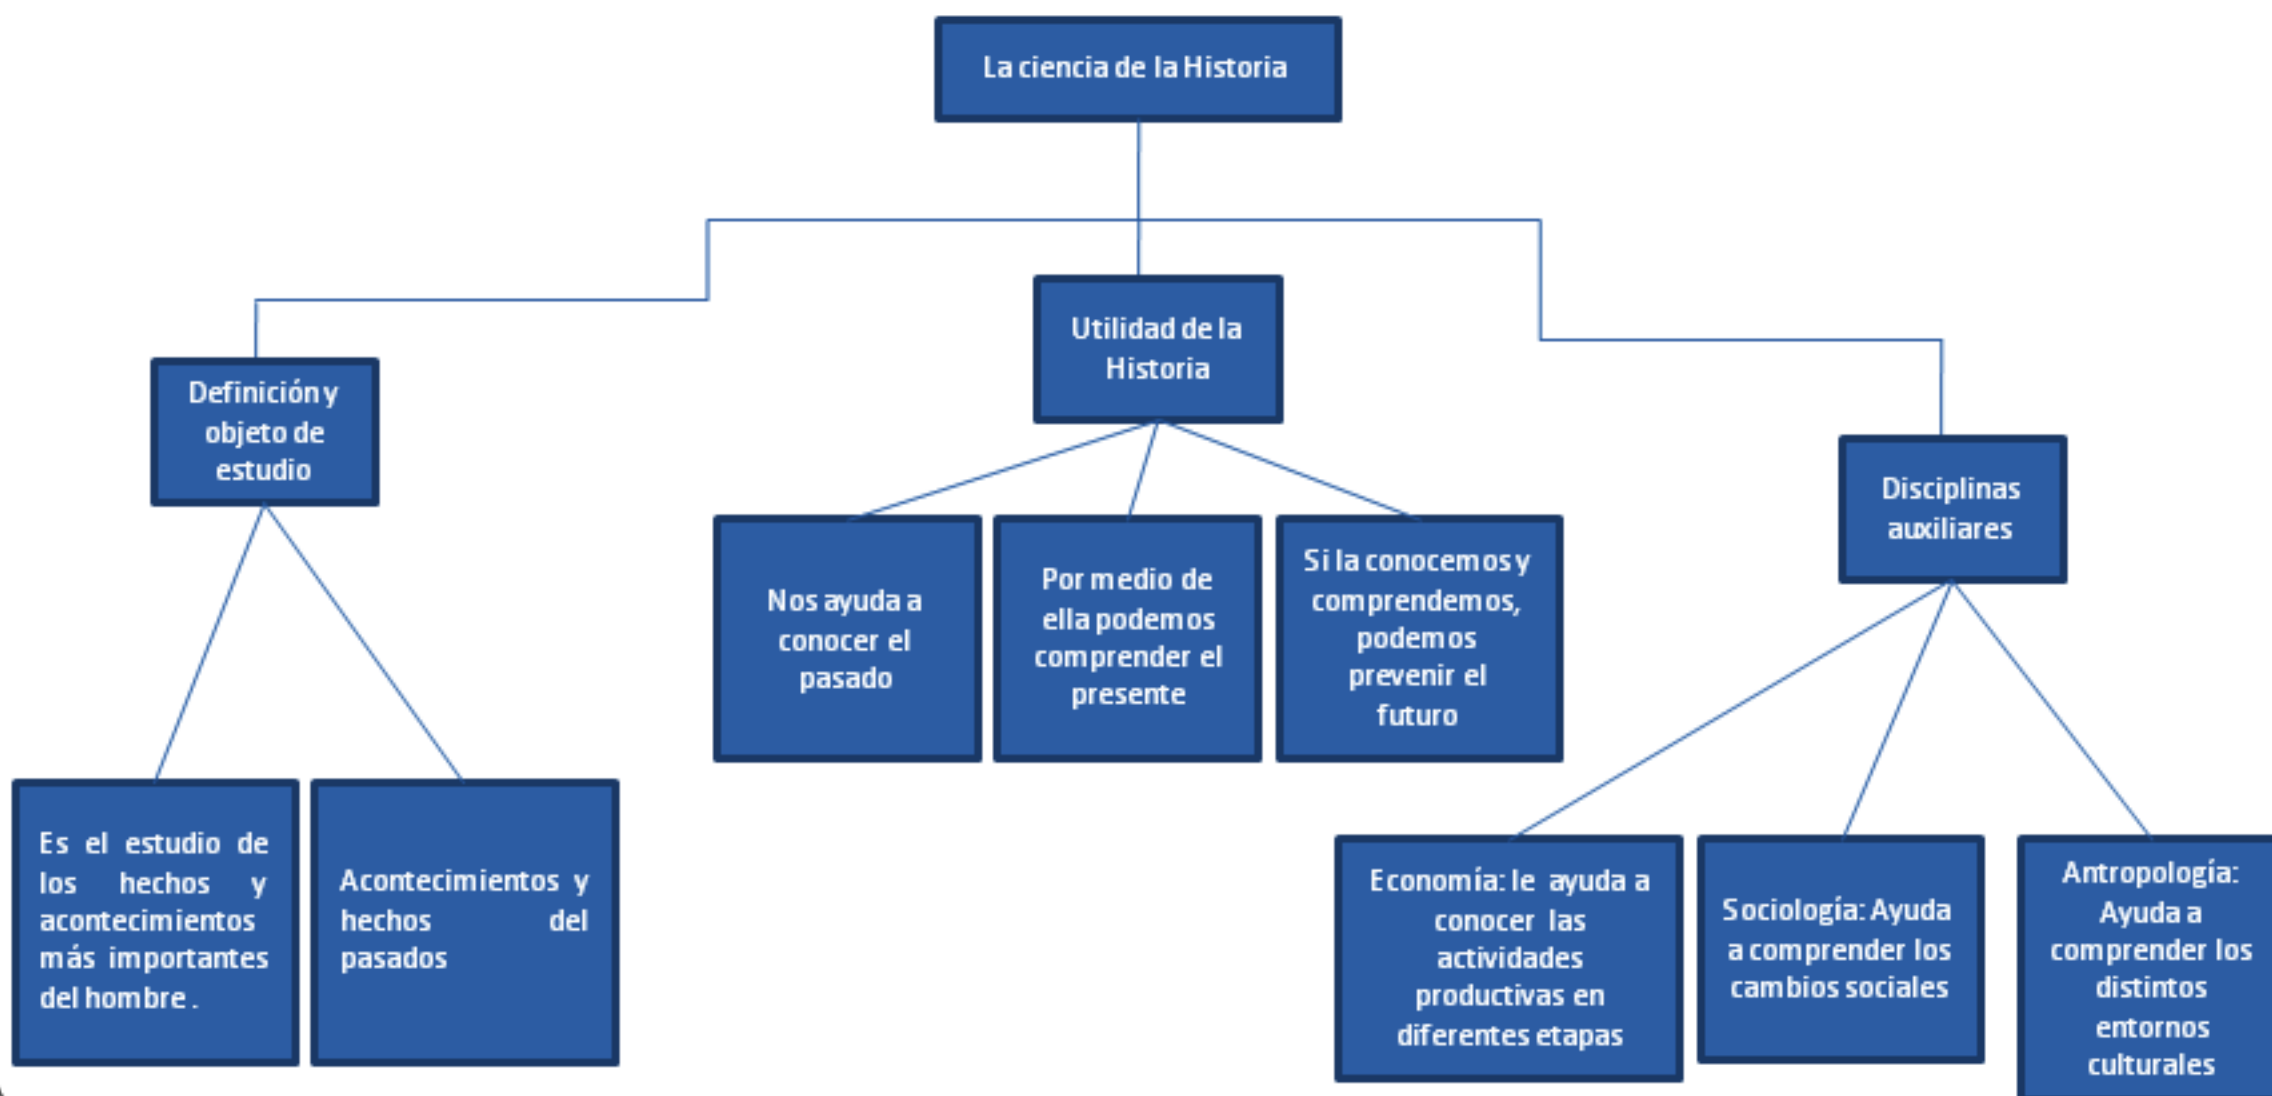 La ciencia de la Historia
Utilidad de la
Historia
Definición y
objeto de
estudio
Disciplinas
auxiliares
Nos ayuda a
conocer el
pasado
Por medio de
ella podemos
comprender el
presente
Si la conocemos y
comprendemos,
podemos
prevenir el
futuro
Es el estudio de
los hechos y
acontecimientos
más importantes
del hombre .
Acontecimientos y
hechos del
pasados
Economía: le ayuda a
conocer las
actividades
productivas en
diferentes etapas
Sociología: Ayuda
a comprender los
cambios sociales
Antropología:
Ayuda a
comprender los
distintos
entornos
culturales